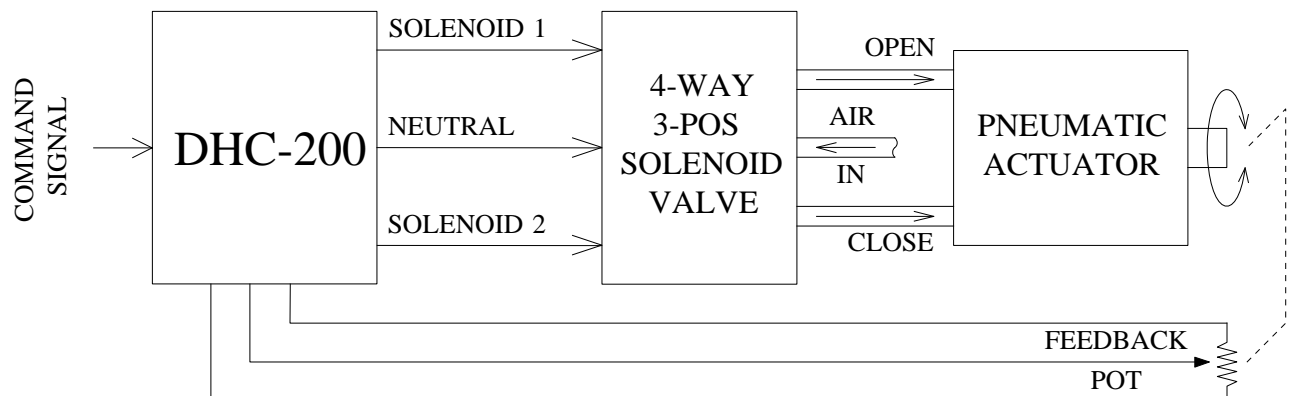 COMMAND
SIGNAL
DHC-200
SOLENOID 1
NEUTRAL
SOLENOID 2
4-WAY
3-POS
SOLENOID
VALVE
OPEN
AIR
IN
CLOSE
PNEUMATIC
ACTUATOR
FEEDBACK
POT